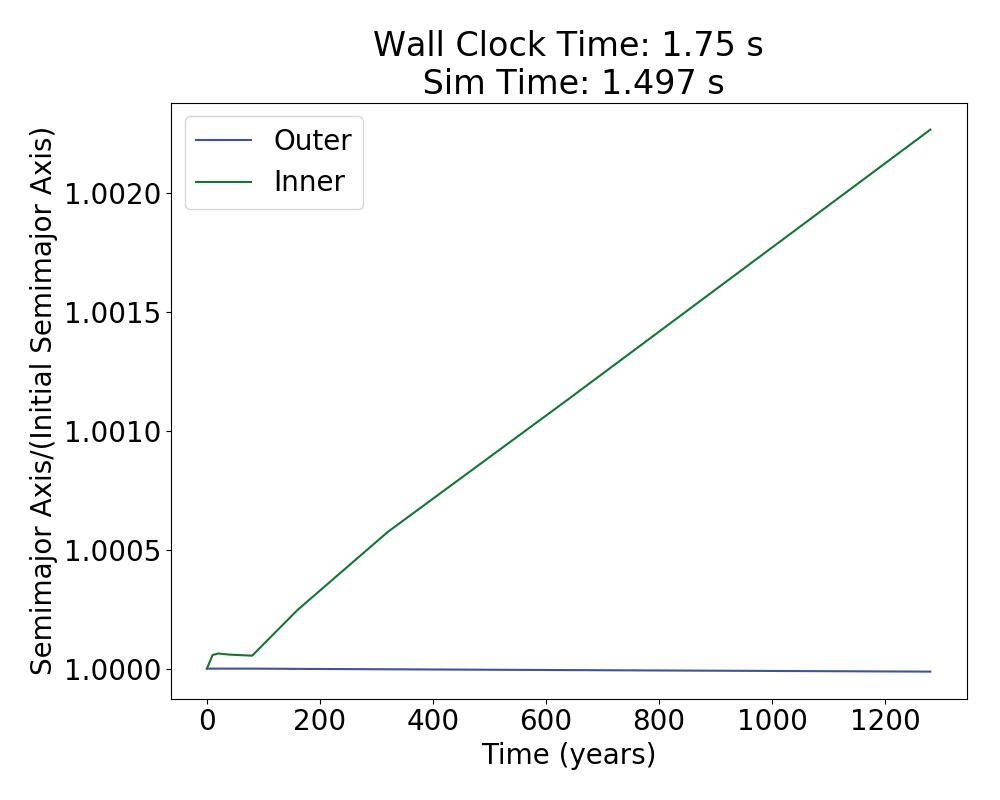 Wall Clock Time: 1.75 s
Sim Time: 1.497 s
Outer
Inner
Semimajor Axis/(Initial Semimajor Axis)
1.0020
1.0015
1.0010
1.0005
1.0000
0 200 400 600 800 1000 1200
Time (years)